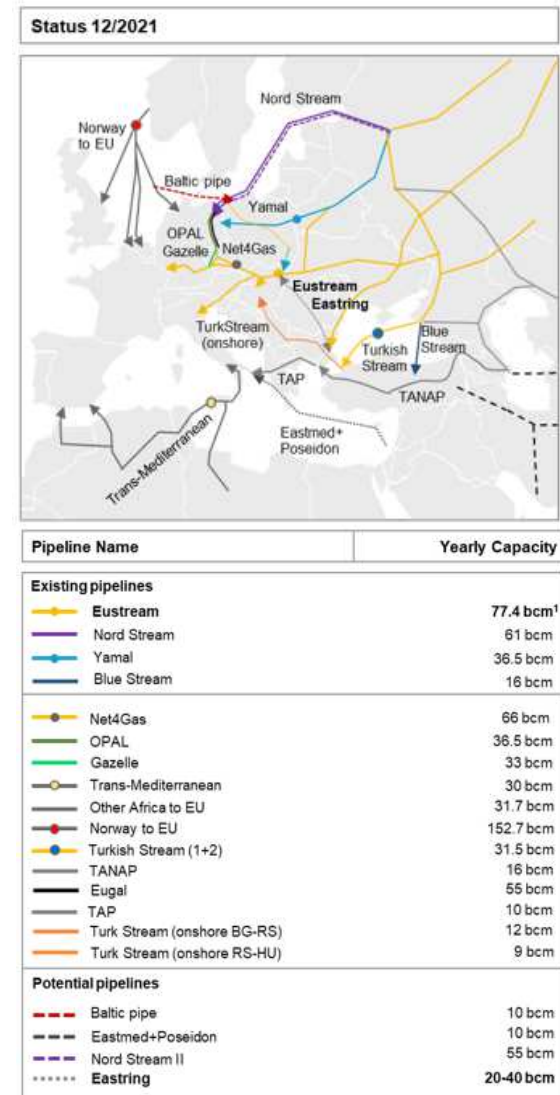 Status 12/2021
Nord Stream
Norway
to EU
Baltic pipe
Yamal
OPAL
Gazelle
Net4Gas
Eustream
Eastring
TurkStream
(onshore)
Turkish
Stream
Blue
Stream
TAP
TANAP
Eastmed+
Poseidon
Trans-Mediterranean
Pipeline Name Yearly Capacity
Existing pipelines
Eustream 77.4 bcm¹
Nord Stream 61 bcm
Yamal 36.5 bcm
Blue Stream 16 bcm
Net4Gas 66 bcm
OPAL 36.5 bcm
Gazelle 33 bcm
Trans-Mediterranean 30 bcm
Other Africa to EU 31.7 bcm
Norway to EU 152.7 bcm
Turkish Stream (1+2) 31.5 bcm
TANAP 16 bcm
Eugal 55 bcm
TAP 10 bcm
Turk Stream (onshore BG-RS) 12 bcm
Turk Stream (onshore RS-HU) 9 bcm
Potential pipelines
Baltic pipe 10 bcm
Eastmed+Poseidon 10 bcm
Nord Stream II 55 bcm
Eastring 20-40 bcm